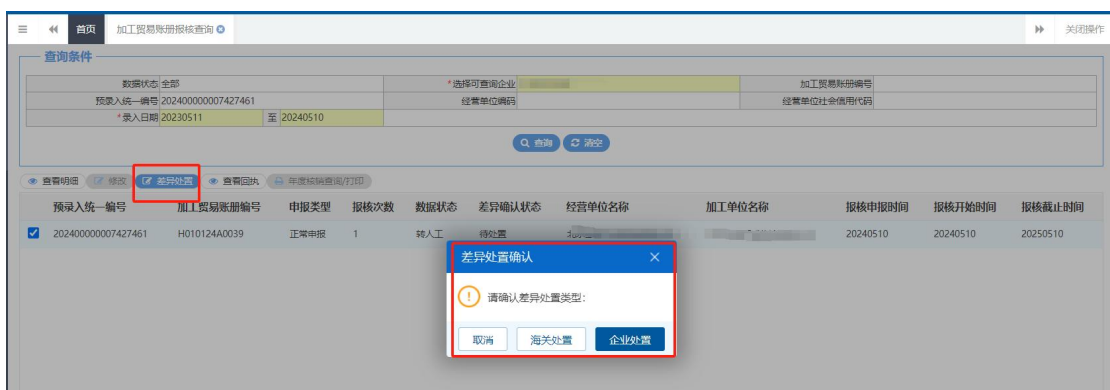 首页 加工贸易账册报核查询 关闭操作
查询条件
数据状态 全部 *选择可查询企业 加工贸易账册编号
预录入统一编号 202400000007427461 经营单位编码 经营单位社会信用代码
*录入日期 20230511 至 20240510
查询 清空
查看明细 修改 差异处置 查看回执 年度核销查询/打印
预录入统一编号 加工贸易账册编号 申报类型 报核次数 数据状态 差异确认状态 经营单位名称 加工单位名称 报核申报时间 报核开始时间 报核截止时间
202400000007427461 H010124A0039 正常申报 1 转人工 待处置 20240510 20240510 20250510
差异处置确认
请确认差异处置类型：
取消 海关处置 企业处置